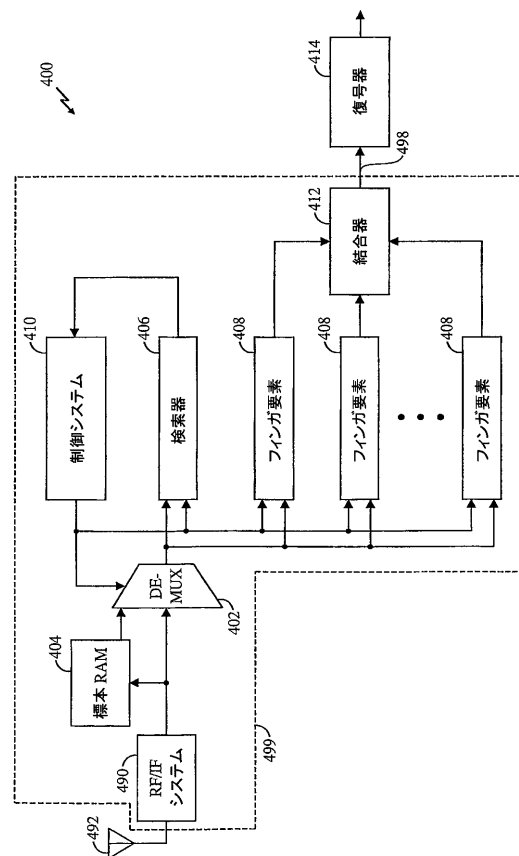 400
492
490
RF/IF
システム
404
標本 RAM
DE-
MUX
402
499
410
制御システム
406
検索器
408
フィンガ要素
408
フィンガ要素
408
フィンガ要素
412
結合器
498
414
復号器